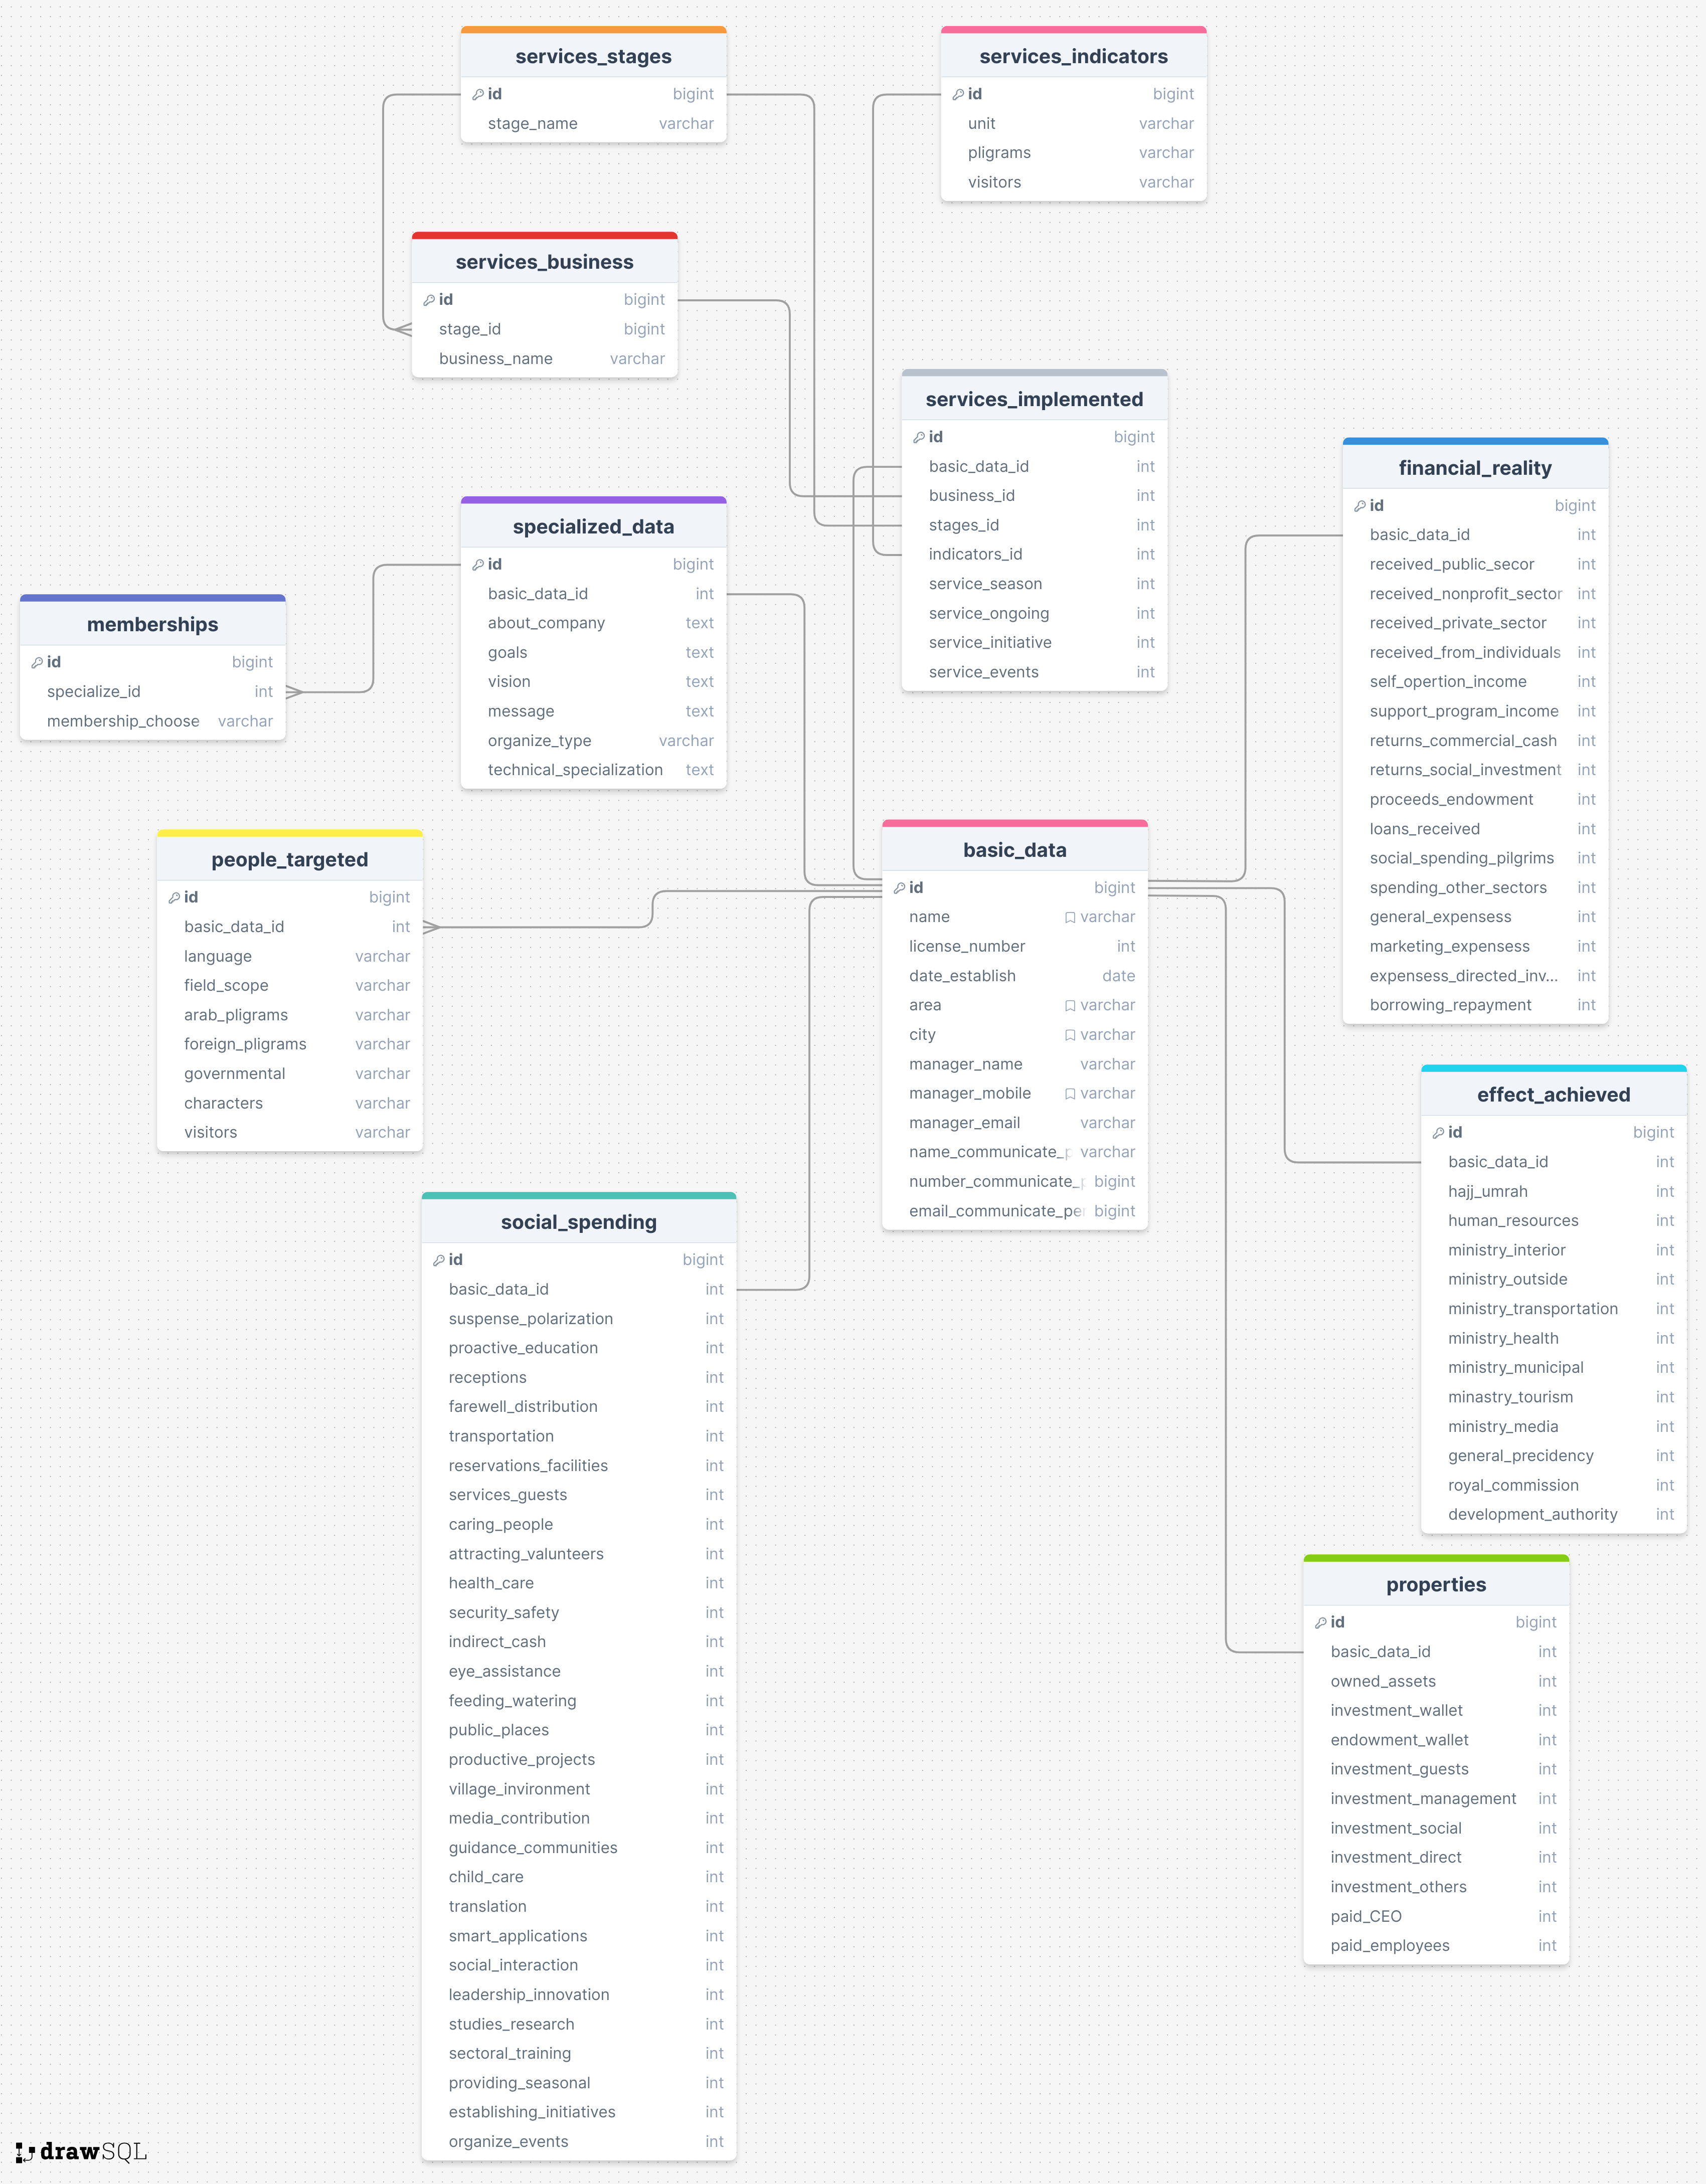 services_stages
id bigint
stage_name varchar
services_indicators
id bigint
unit varchar
pligrams varchar
visitors varchar
services_business
id bigint
stage_id bigint
business_name varchar
services_implemented
id bigint
basic_data_id int
business_id int
stages_id int
indicators_id int
service_season int
service_ongoing int
service_initiative int
service_events int
financial_reality
id bigint
basic_data_id int
received_public_secor int
received_nonprofit_sector int
received_private_sector int
received_from_individuals int
self_opertion_income int
support_program_income int
returns_commercial_cash int
returns_social_investment int
proceeds_endowment int
loans_received int
social_spending_pilgrims int
spending_other_sectors int
general_expensess int
marketing_expensess int
expensess_directed_inv... int
borrowing_repayment int
specialized_data
id bigint
basic_data_id int
about_company text
goals text
vision text
message text
organize_type varchar
technical_specialization text
memberships
id bigint
specialize_id int
membership_choose varchar
people_targeted
id bigint
basic_data_id int
language varchar
field_scope varchar
arab_pligrams varchar
foreign_pligrams varchar
governmental varchar
characters varchar
visitors varchar
basic_data
id bigint
name varchar
license_number int
date_establish date
area varchar
city varchar
manager_name varchar
manager_mobile varchar
manager_email varchar
name_communicate_p varchar
number_communicate_p bigint
email_communicate_pe bigint
effect_achieved
id bigint
basic_data_id int
hajj_umrah int
human_resources int
ministry_interior int
ministry_outside int
ministry_transportation int
ministry_health int
ministry_municipal int
minastry_tourism int
ministry_media int
general_precidency int
royal_commission int
development_authority int
social_spending
id bigint
basic_data_id int
suspense_polarization int
proactive_education int
receptions int
farewell_distribution int
transportation int
reservations_facilities int
services_guests int
caring_people int
attracting_valunteers int
health_care int
security_safety int
indirect_cash int
eye_assistance int
feeding_watering int
public_places int
productive_projects int
village_invironment int
media_contribution int
guidance_communities int
child_care int
translation int
smart_applications int
social_interaction int
leadership_innovation int
studies_research int
sectoral_training int
providing_seasonal int
establishing_initiatives int
organize_events int
properties
id bigint
basic_data_id int
owned_assets int
investment_wallet int
endowment_wallet int
investment_guests int
investment_management int
investment_social int
investment_direct int
investment_others int
paid_CEO int
paid_employees int
drawSQL